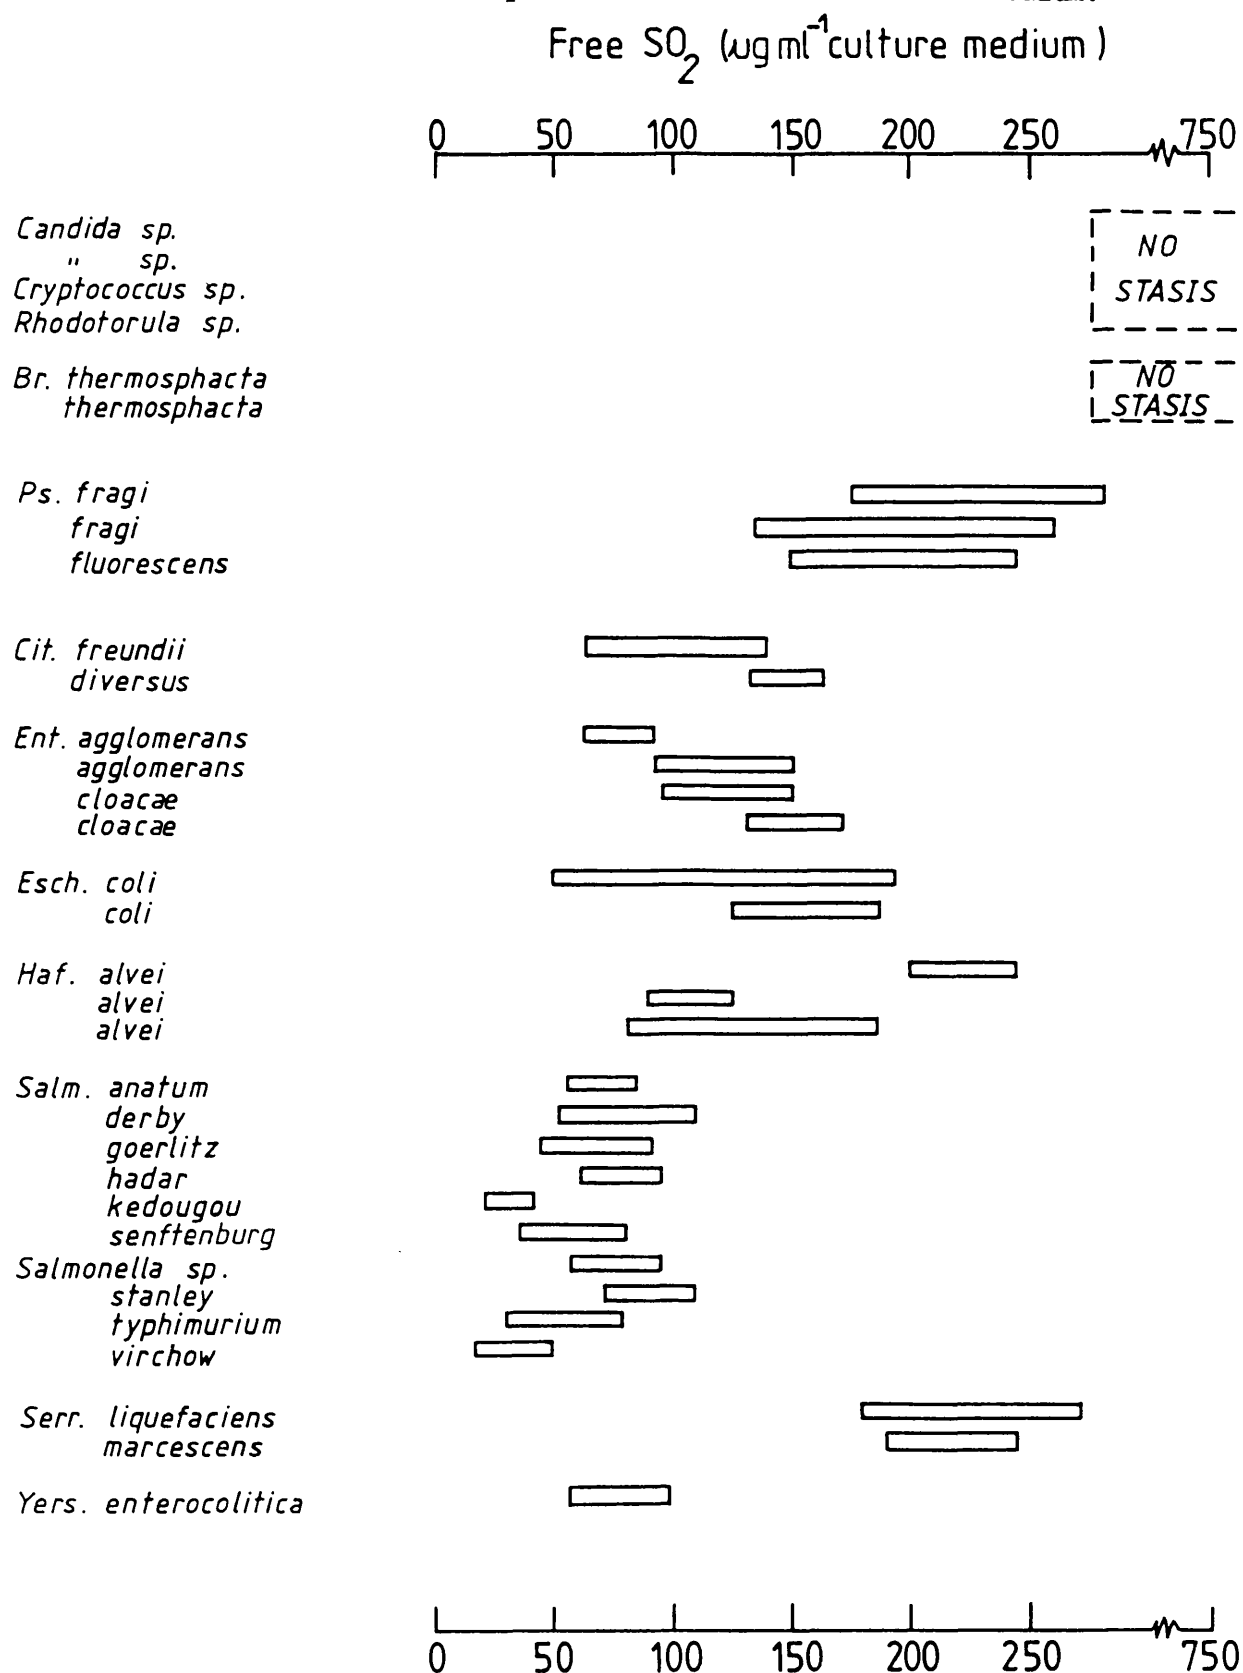 Free SO2 (µg ml-1 culture medium)
0 50 100 150 200 250 750
Candida sp.
" sp.
Cryptococcus sp.
Rhodotorula sp.
NO
STASIS
Br. thermosphacta
thermosphacta
NO
STASIS
Ps. fragi
fragi
fluorescens
Cit. freundii
diversus
Ent. agglomerans
agglomerans
cloacae
cloacae
Esch. coli
coli
Haf. alvei
alvei
alvei
Salm. anatum
derby
goerlitz
hadar
kedougou
senftenburg
Salmonella sp.
stanley
typhimurium
virchow
Serr. liquefaciens
marcescens
Yers. enterocolitica
0 50 100 150 200 250 750